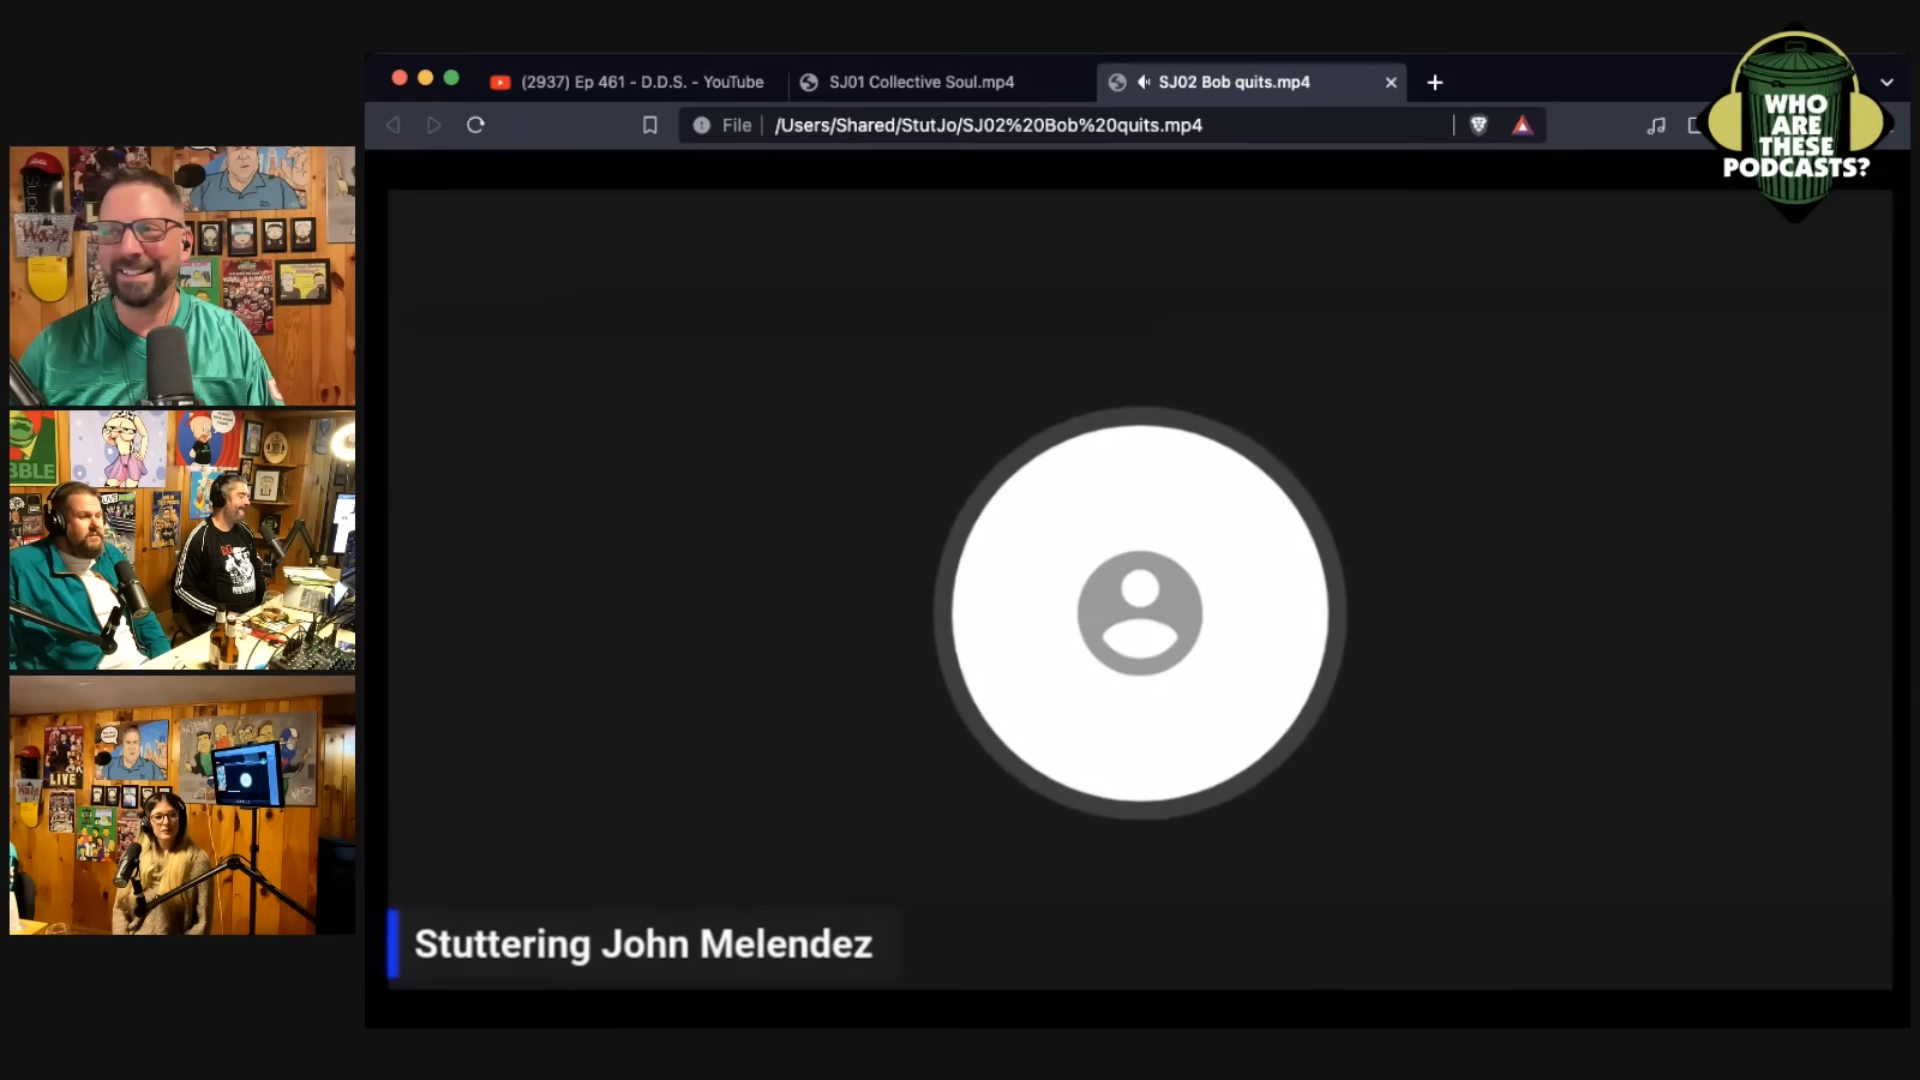 (2937) Ep 461 - D.D.S. - YouTube
SJ01 Collective Soul.mp4
SJ02 Bob quits.mp4
File
/Users/Shared/StutJo/SJ02%20Bob%20quits.mp4
WHO
ARE
THESE
PODCASTS?
BBLE
LIVE
Stuttering John Melendez